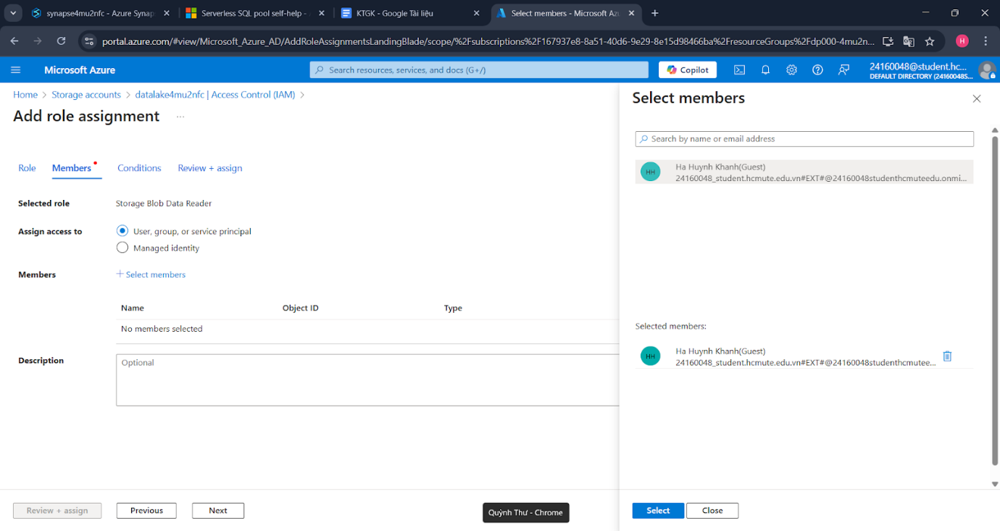 synapse4mu2nfc - Azure Synap
Serverless SQL pool self-help -
KTGK - Google Tài liệu
Select members - Microsoft Azu
portal.azure.com/#view/Microsoft_Azure_AD/AddRoleAssignmentsLandingBlade/scope/%2Fsubscriptions%2F167937e8-8a51-40d6-9e29-8e15d98466ba%2FresourceGroups%2Fdp000-4mu2n...
H
Microsoft Azure
Search resources, services, and docs (G+/)
Copilot
24160048@student.hc...
DEFAULT DIRECTORY (24160048S...
Home > Storage accounts > datalake4mu2nfc | Access Control (IAM) >
Add role assignment ...
Role
Members
Conditions
Review + assign
Selected role
Storage Blob Data Reader
Assign access to
User, group, or service principal
Managed identity
Members
+ Select members
Name
Object ID
Type
No members selected
Description
Optional
Review + assign
Previous
Next
Quỳnh Thư - Chrome
Select members
Search by name or email address
HH
Ha Huynh Khanh(Guest)
24160048_student.hcmute.edu.vn#EXT#@24160048studenthcmuteedu.onmi...
Selected members:
HH
Ha Huynh Khanh(Guest)
24160048_student.hcmute.edu.vn#EXT#@24160048studenthcmutee...
Select
Close